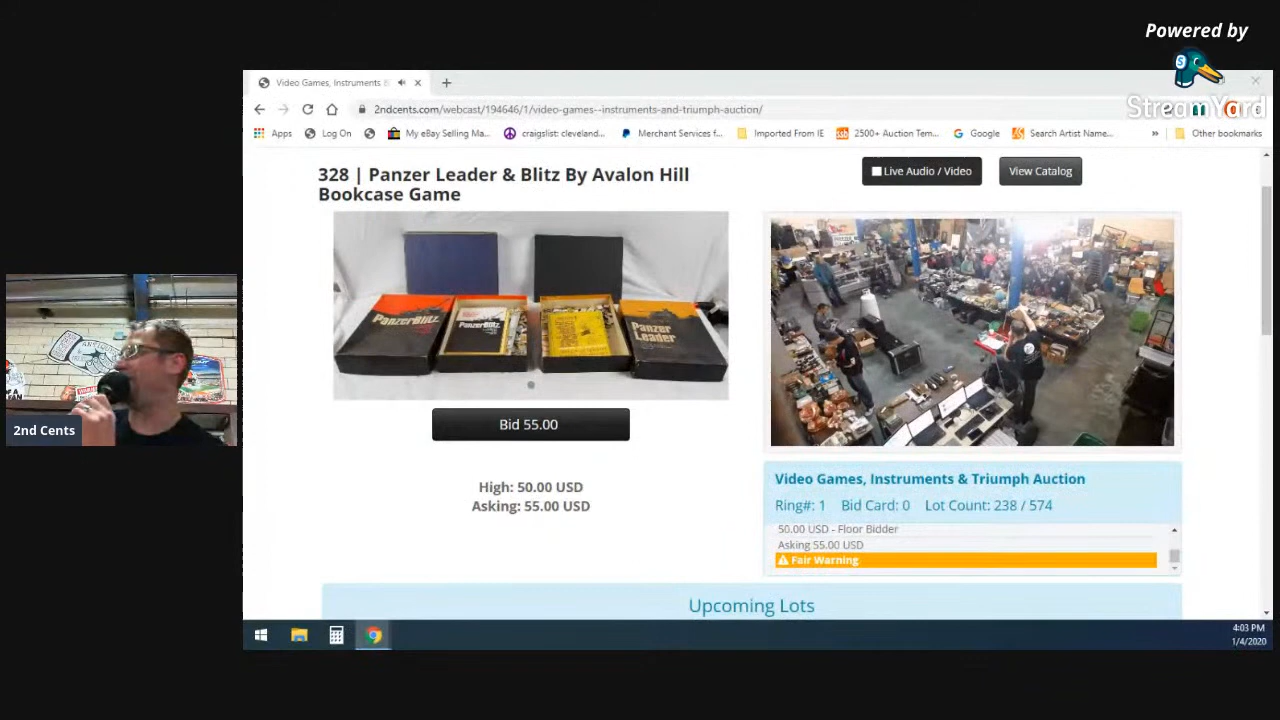 Powered by
StreamYard
Video Games, Instruments &
2ndcents.com/webcast/194646/1/video-games--instruments-and-triumph-auction/
Apps
Log On
My eBay Selling Ma...
craigslist: cleveland...
Merchant Services f...
Imported From IE
2500+ Auction Tem...
Google
Search Artist Name...
»
Other bookmarks
328 | Panzer Leader & Blitz By Avalon Hill
Bookcase Game
Live Audio / Video
View Catalog
PanzerBlitz
PanzerBlitz
Panzer
Leader
Bid 55.00
High: 50.00 USD
Asking: 55.00 USD
Video Games, Instruments & Triumph Auction
Ring#: 1 Bid Card: 0 Lot Count: 238 / 574
50.00 USD - Floor Bidder
Asking 55.00 USD
Fair Warning
Upcoming Lots
2nd Cents
4:03 PM
1/4/2020